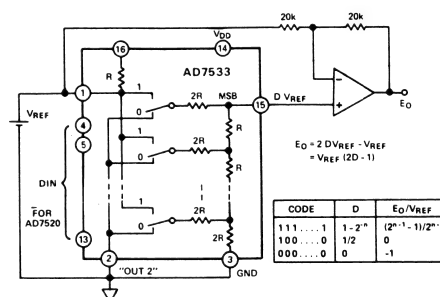 20k 20k
16 V̅DD 14
AD7533
R
1 1 2R MSB 15 D VREF
0
VREF
4
5
DIN
F̅OR
AD7520
13
R
1 2R
0
R
1 2R
0
2R
2 3
"OUT 2" GND
EO
EO = 2 DVREF - VREF
= VREF (2D - 1)
CODE D EO/VREF
111....1 1-2⁻ⁿ (2ⁿ⁻¹-1)/2ⁿ⁻
100....0 1/2 0
000....0 0 -1